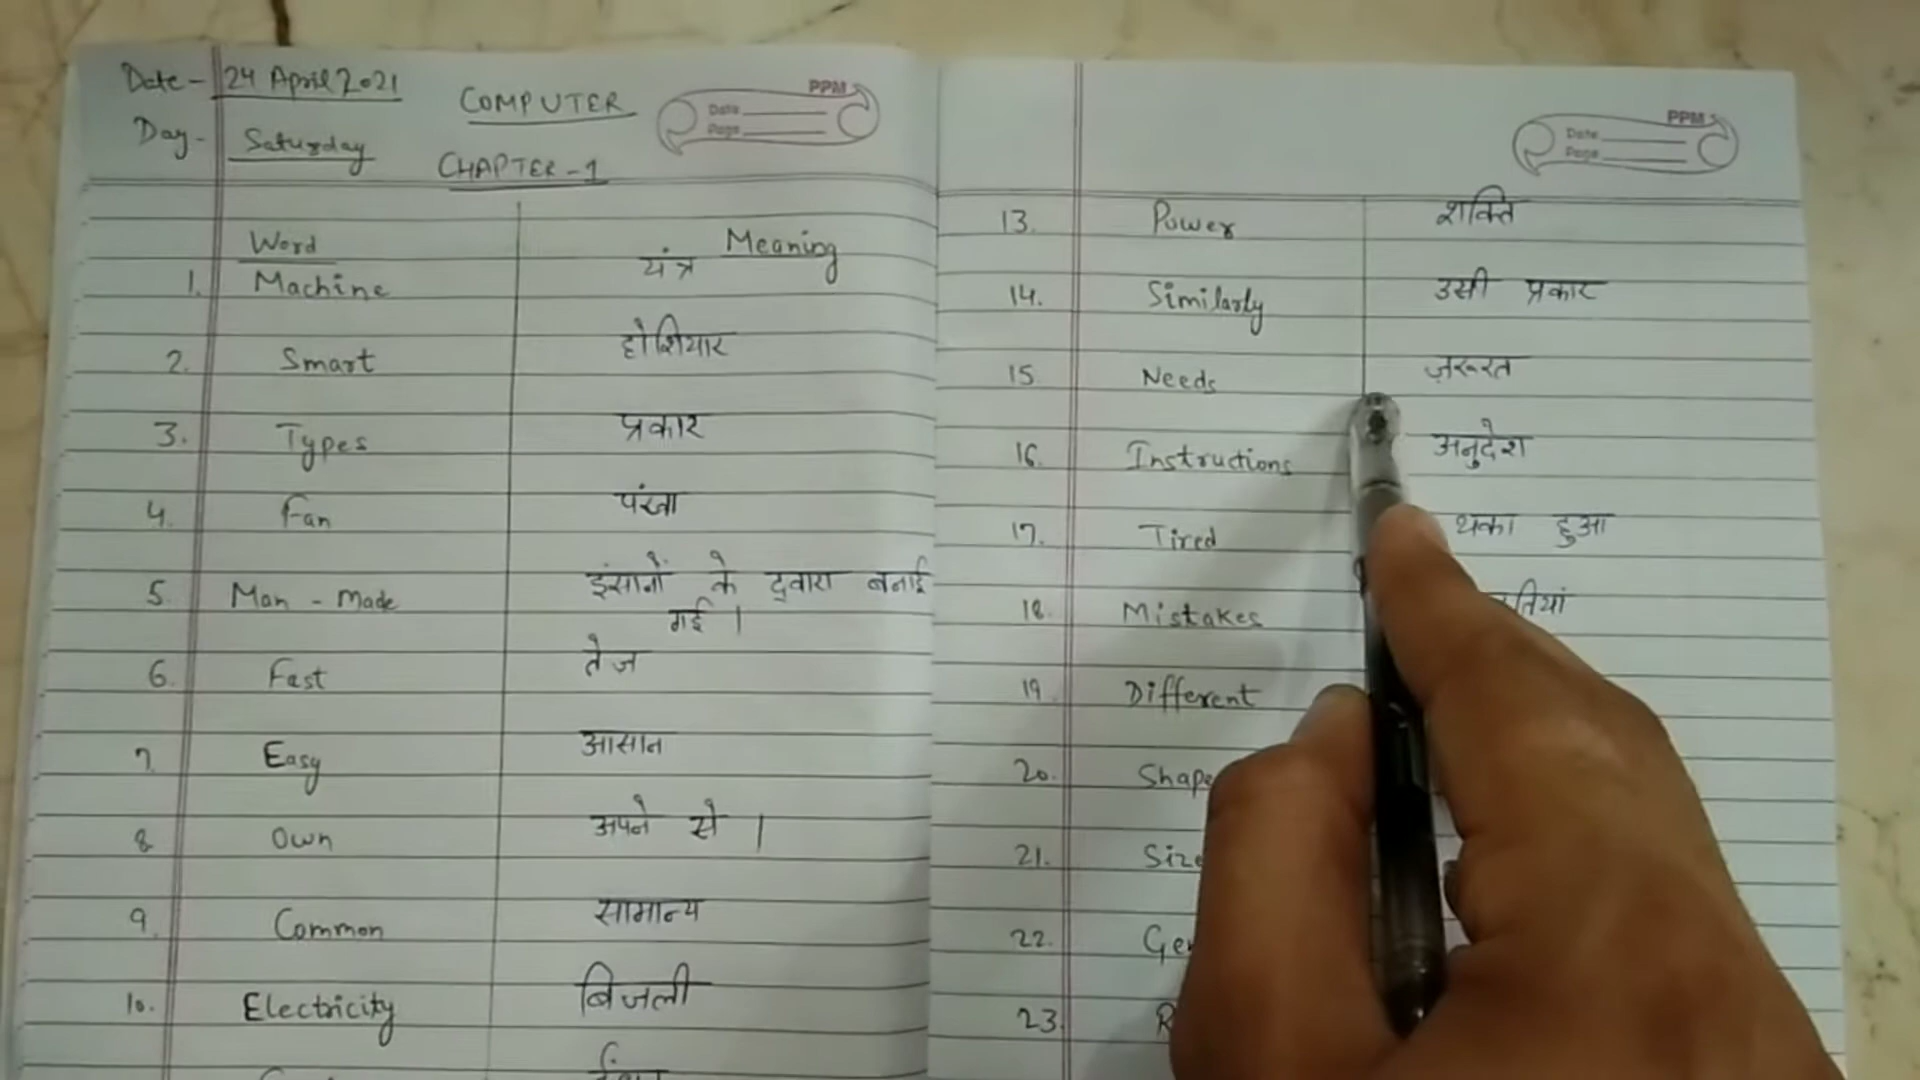 Date - 24 April 2021
COMPUTER
PPM
Date
Page
Day - Saturday
CHAPTER - 1
Word Meaning
1. Machine यंत्र
2. Smart होशियार
3. Types प्रकार
4. Fan पंखा
5. Man - Made इंसानों के द्वारा बनाई
गई ।
6. Fast तेज
7. Easy आसान
8. Own अपने से ।
9. Common सामान्य
10. Electricity बिजली
PPM
Date
Page
13. Power शक्ति
14. Similarly उसी प्रकार
15 Needs ज़रूरत
16. Instructions अनुदेश
17. Tired थका हुआ
18. Mistakes
19. Different
20. Shape
21. Size
22.
23.